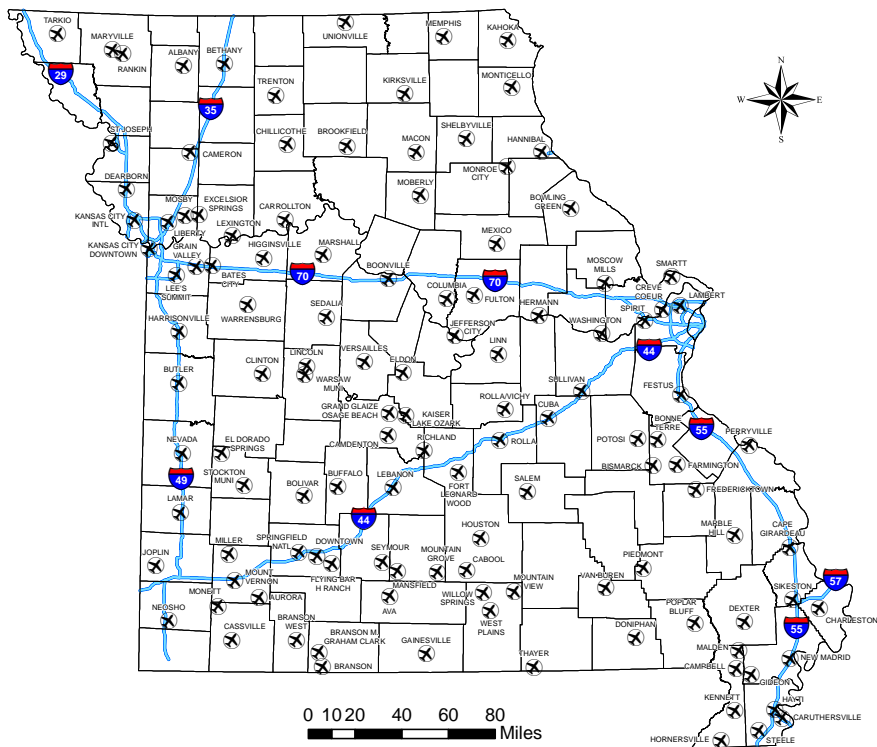 TARKIO
MARYVILLE
RANKIN
ALBANY
BETHANY
UNIONVILLE
MEMPHIS
KAHOKA
29
35
TRENTON
KIRKSVILLE
MONTICELLO
N
W
E
S
ST.JOSEPH
CHILLICOTHE
BROOKFIELD
MACON
SHELBYVILLE
HANNIBAL
CAMERON
MONROE
CITY
DEARBORN
MOBERLY
BOWLING
GREEN
MOSBY
EXCELSIOR
SPRINGS
CARROLLTON
KANSAS CITY
INTL
LIBERTY
LEXINGTON
MEXICO
KANSAS CITY
DOWNTOWN
GRAIN
VALLEY
HIGGINSVILLE
MARSHALL
BATES
CITY
70
BOONVILLE
70
MOSCOW
MILLS
SMARTT
LEE'S
SUMMIT
COLUMBIA
FULTON
HERMANN
CREVE
COEUR
LAMBERT
SPIRIT
HARRISONVILLE
WARRENSBURG
SEDALIA
JEFFERSON
CITY
WASHINGTON
LINN
44
CLINTON
LINCOLN
VERSAILLES
ELDON
BUTLER
WARSAW
MUNI
SULLIVAN
FESTUS
GRAND GLAIZE
OSAGE BEACH
KAISER
LAKE OZARK
ROLLA/VICHY
CUBA
BONNE
TERRE
55
PERRYVILLE
NEVADA
EL DORADO
SPRINGS
CAMDENTON
RICHLAND
ROLLA
POTOSI
BISMARCK
FARMINGTON
49
STOCKTON
MUNI
BOLIVAR
BUFFALO
LEBANON
FORT
LEONARD
WOOD
SALEM
FREDERICKTOWN
LAMAR
44
HOUSTON
MARBLE
HILL
CAPE
GIRARDEAU
JOPLIN
MILLER
SPRINGFIELD
NATL
DOWNTOWN
SEYMOUR
MOUNTAIN
GROVE
CABOOL
PIEDMONT
57
MOUNT
VERNON
FLYING BAR
H RANCH
MANSFIELD
MOUNTAIN
VIEW
VAN BUREN
SIKESTON
MONETT
AURORA
AVA
WILLOW
SPRINGS
POPLAR
BLUFF
DEXTER
CHARLESTON
NEOSHO
CASSVILLE
BRANSON
WEST
WEST
PLAINS
55
BRANSON M.
GRAHAM CLARK
GAINESVILLE
DONIPHAN
BRANSON
THAYER
MALDEN
NEW MADRID
CAMPBELL
GIDEON
KENNETT
HAYTI
CARUTHERSVILLE
HORNERSVILLE
STEELE
0 10 20 40 60 80
Miles